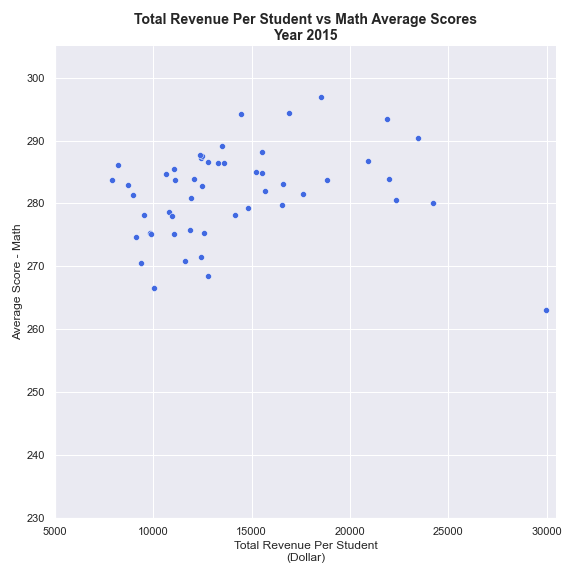 Total Revenue Per Student vs Math Average Scores
Year 2015
Average Score - Math
300
290
280
270
260
250
240
230
5000
10000
15000
20000
25000
30000
Total Revenue Per Student
(Dollar)